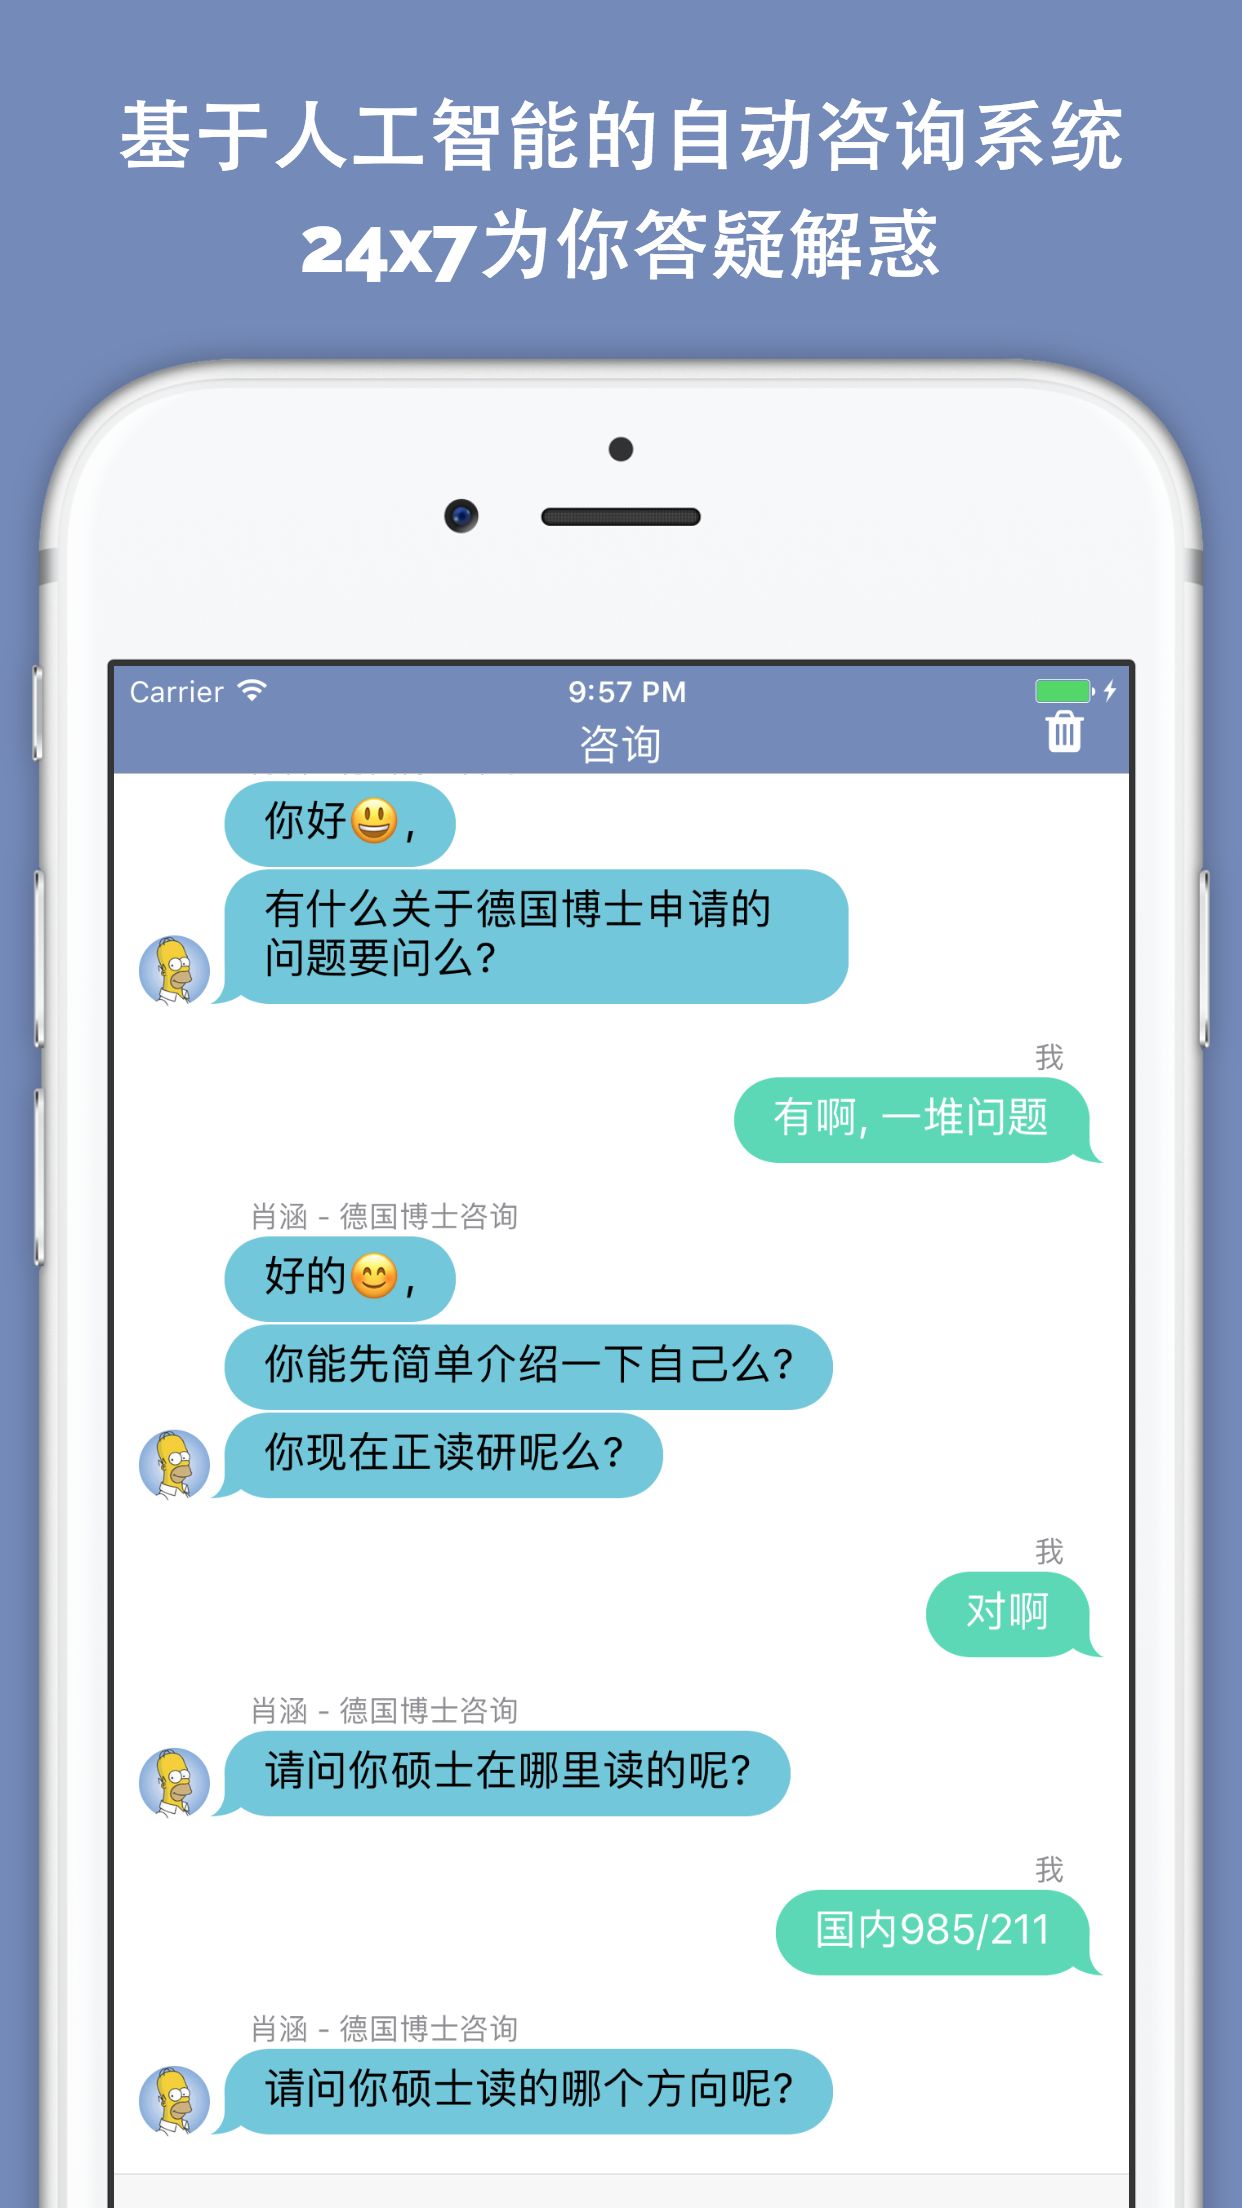 基于人工智能的自动咨询系统
24x7为你答疑解惑
Carrier
9:57 PM
咨询
你好😃,
有什么关于德国博士申请的
问题要问么?
我
有啊, 一堆问题
肖涵 - 德国博士咨询
好的😊,
你能先简单介绍一下自己么?
你现在正读研呢么?
我
对啊
肖涵 - 德国博士咨询
请问你硕士在哪里读的呢?
我
国内985/211
肖涵 - 德国博士咨询
请问你硕士读的哪个方向呢?